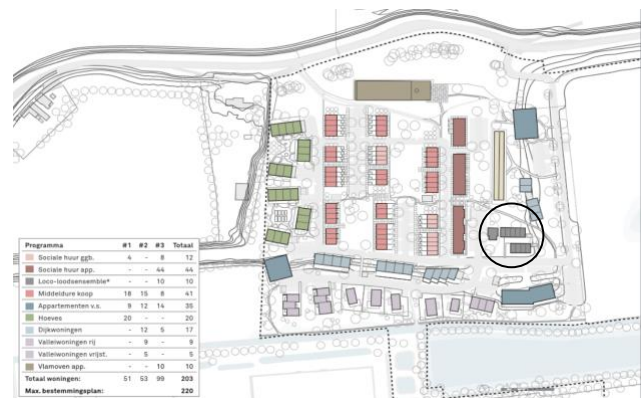 Programma #1 #2 #3 Totaal
Sociale huur ggb. 4 - 8 12
Sociale huur app. - - 44 44
Loco-loodsensemble* - - 10 10
Middeldure koop 18 15 8 41
Appartementen v.s. 9 12 14 35
Hoeves 20 - - 20
Dijkwoningen - 12 5 17
Valleiwoningen rij - 9 - 9
Valleiwoningen vrijst. - 5 - 5
Vlamoven app. - - 10 10
Totaal woningen: 51 53 99 203
Max. bestemmingsplan: 220